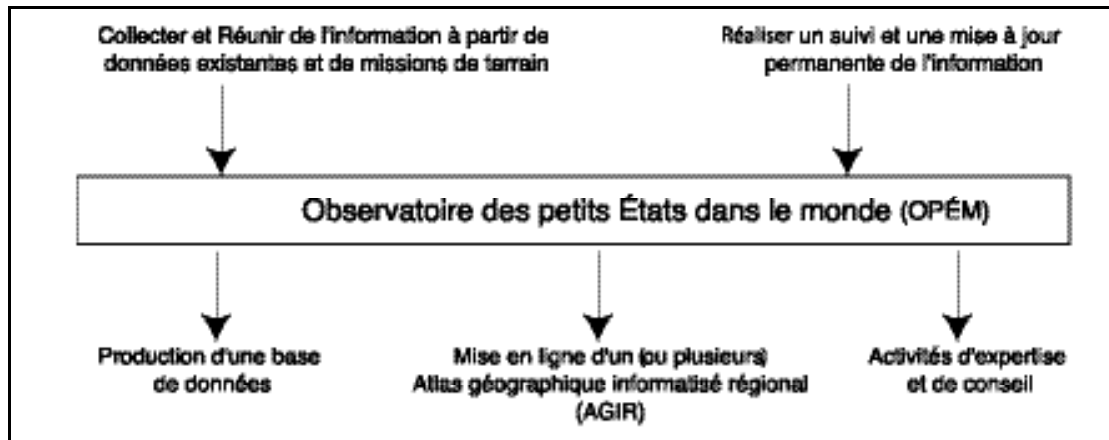 Collecter et Réunir de l'information à partir de
données existantes et de missions de terrain
Réaliser un suivi et une mise à jour
permanente de l'information
Observatoire des petits États dans le monde (OPÉM)
Production d'une base
de données
Mise en ligne d'un (ou plusieurs)
Atlas géographique informatisé régional
(AGIR)
Activités d'expertise
et de conseil